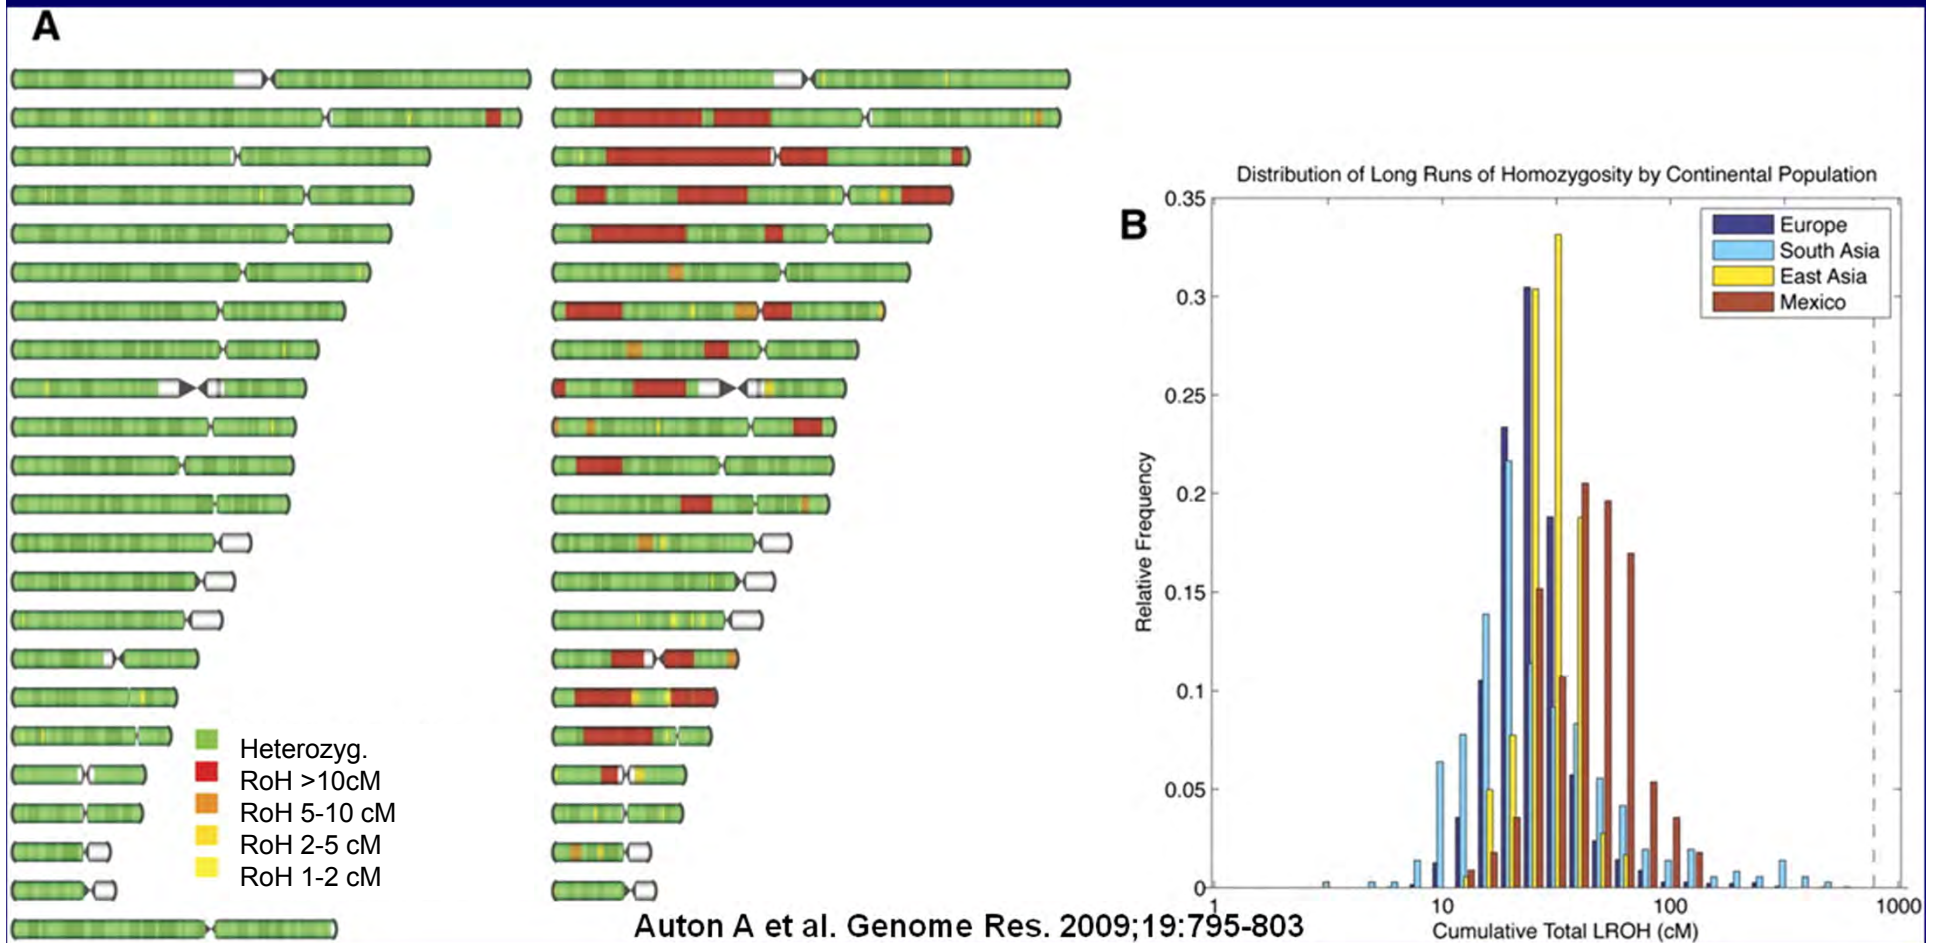 A
Heterozyg.
RoH >10cM
RoH 5-10 cM
RoH 2-5 cM
RoH 1-2 cM
Distribution of Long Runs of Homozygosity by Continental Population
B
Europe
South Asia
East Asia
Mexico
Relative Frequency
0.35
0.3
0.25
0.2
0.15
0.1
0.05
0
1
10
100
1000
Cumulative Total LROH (cM)
Auton A et al. Genome Res. 2009;19:795-803